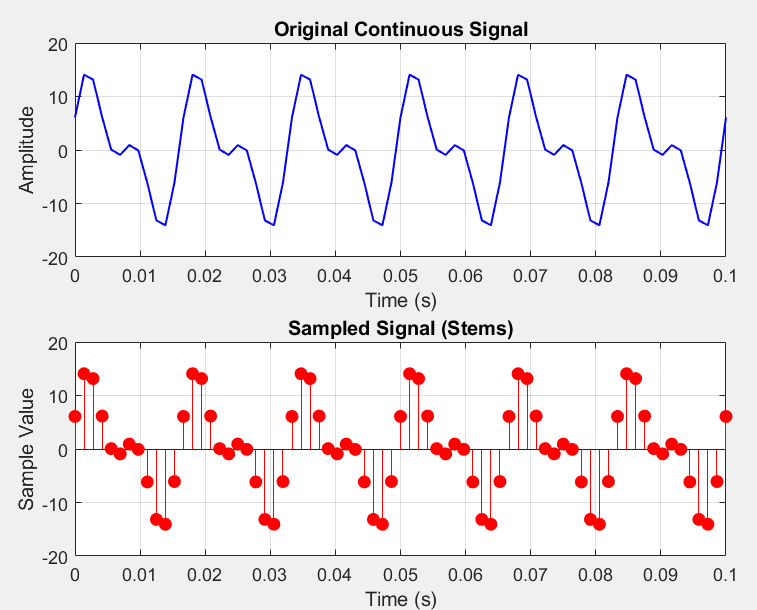 Original Continuous Signal
20
10
0
-10
-20
Amplitude
0 0.01 0.02 0.03 0.04 0.05 0.06 0.07 0.08 0.09 0.1
Time (s)
Sampled Signal (Stems)
20
10
0
-10
-20
Sample Value
0 0.01 0.02 0.03 0.04 0.05 0.06 0.07 0.08 0.09 0.1
Time (s)